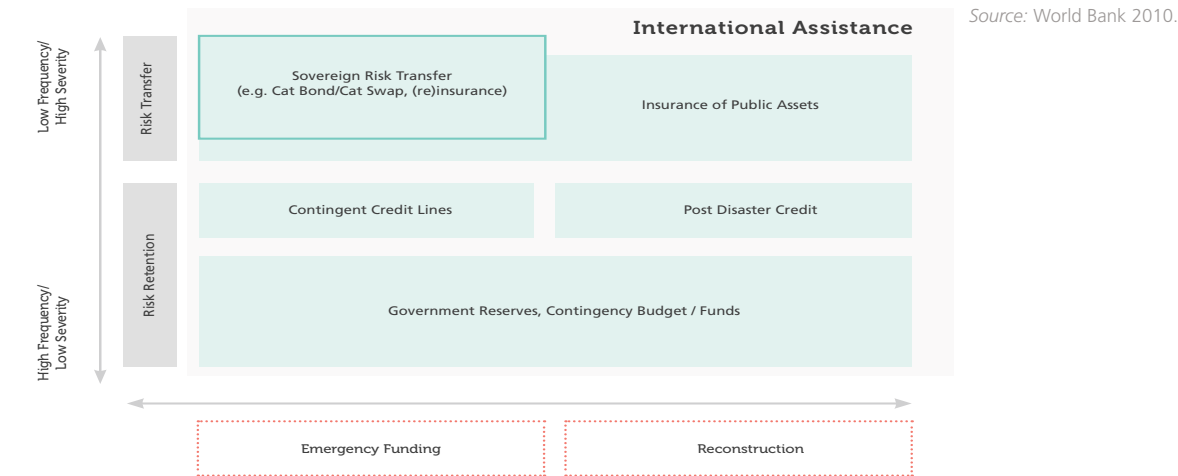 International Assistance
Source: World Bank 2010.
Low Frequency/
High Severity
Risk Transfer
Sovereign Risk Transfer
(e.g. Cat Bond/Cat Swap, (re)insurance)
Insurance of Public Assets
Contingent Credit Lines
Post Disaster Credit
Risk Retention
High Frequency/
Low Severity
Government Reserves, Contingency Budget / Funds
Emergency Funding
Reconstruction